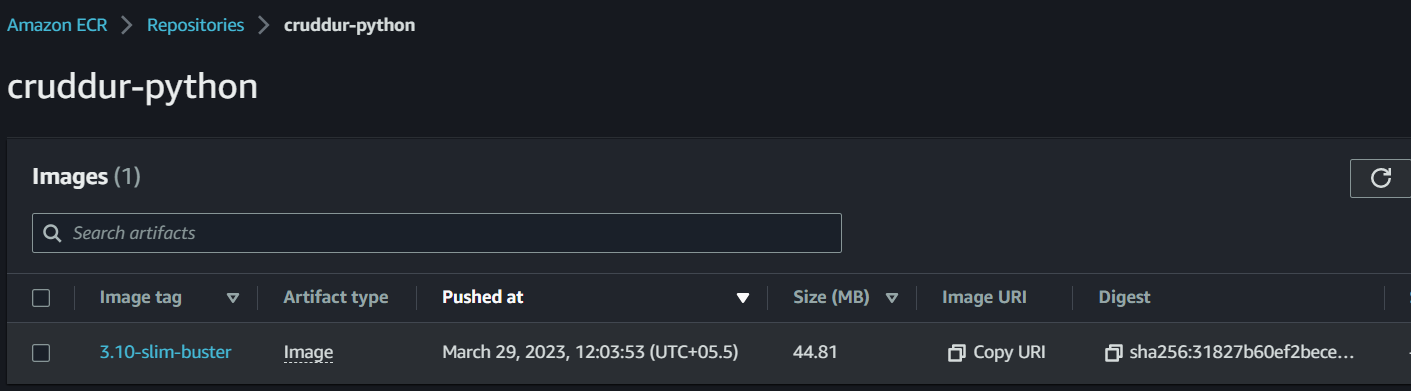 Amazon ECR > Repositories > cruddur-python
cruddur-python
Images (1)
Search artifacts
Image tag Artifact type Pushed at Size (MB) Image URI Digest
3.10-slim-buster Image March 29, 2023, 12:03:53 (UTC+05.5) 44.81 Copy URI sha256:31827b60ef2bece...